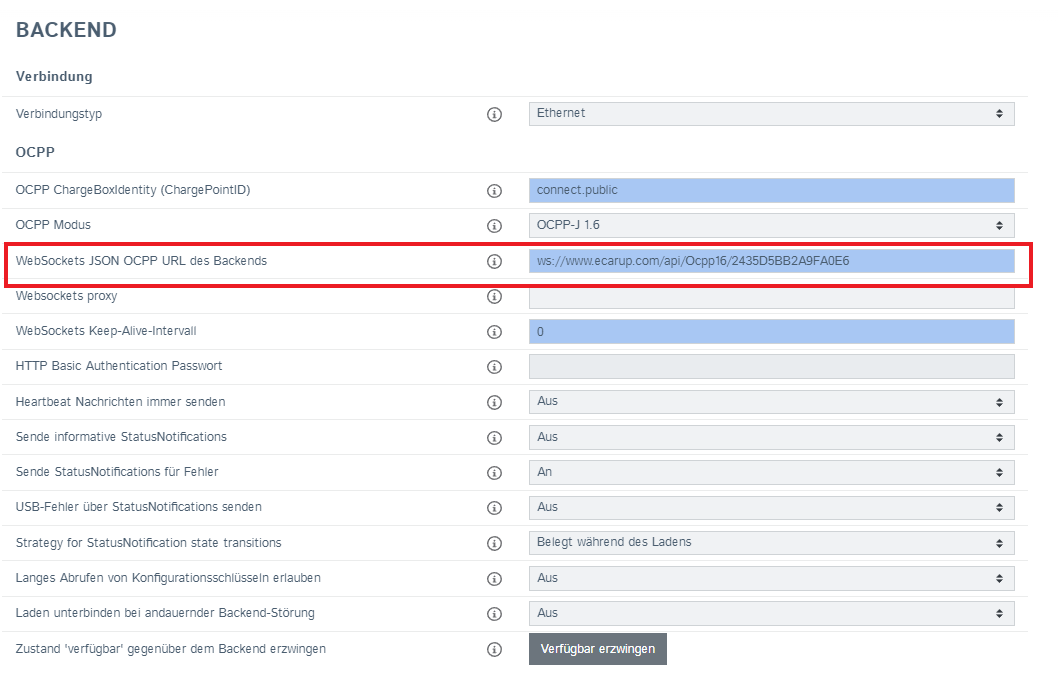 BACKEND
Verbindung
Verbindungstyp Ethernet
OCPP
OCPP ChargeBoxIdentity (ChargePointID) connect.public
OCPP Modus OCPP-J 1.6
WebSockets JSON OCPP URL des Backends ws://www.ecarup.com/api/Ocpp16/2435D5BB2A9FA0E6
Websockets proxy
WebSockets Keep-Alive-Intervall 0
HTTP Basic Authentication Passwort
Heartbeat Nachrichten immer senden Aus
Sende informative StatusNotifications Aus
Sende StatusNotifications für Fehler An
USB-Fehler über StatusNotifications senden Aus
Strategy for StatusNotification state transitions Belegt während des Ladens
Langes Abrufen von Konfigurationsschlüsseln erlauben Aus
Laden unterbinden bei andauernder Backend-Störung Aus
Zustand 'verfügbar' gegenüber dem Backend erzwingen Verfügbar erzwingen